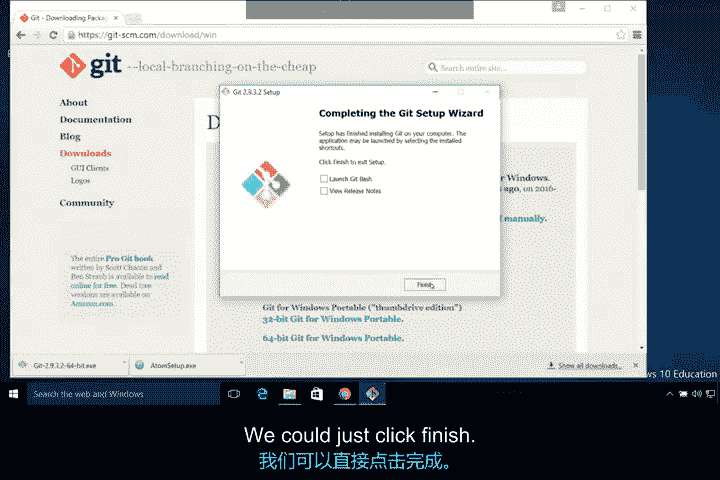 Git - Downloading Packa
https://git-scm.com/download/win
git --local-branching-on-the-cheap
Search entire site...
About
Documentation
Blog
Downloads
GUI Clients
Logos
Community
The entire Pro Git book
written by Scott Chacon and
Ben Straub is available to read
online for free. Dead tree
versions are available on
Amazon.com.
D
Git 2.9.3.2 Setup
Completing the Git Setup Wizard
Setup has finished installing Git on your computer. The
application may be launched by selecting the installed
shortcuts.
Click Finish to exit Setup.
Launch Git Bash
View Release Notes
Finish
r Windows.
ago, on 2016-
manually.
Git for Windows Portable ("thumbdrive edition")
32-bit Git for Windows Portable.
64-bit Git for Windows Portable.
Git-2.9.3.2-64-bit.exe
AtomSetup.exe
Show all downloads...
ws 10 Education
Search the web and Windows
We could just click finish.
我们可以直接点击完成。